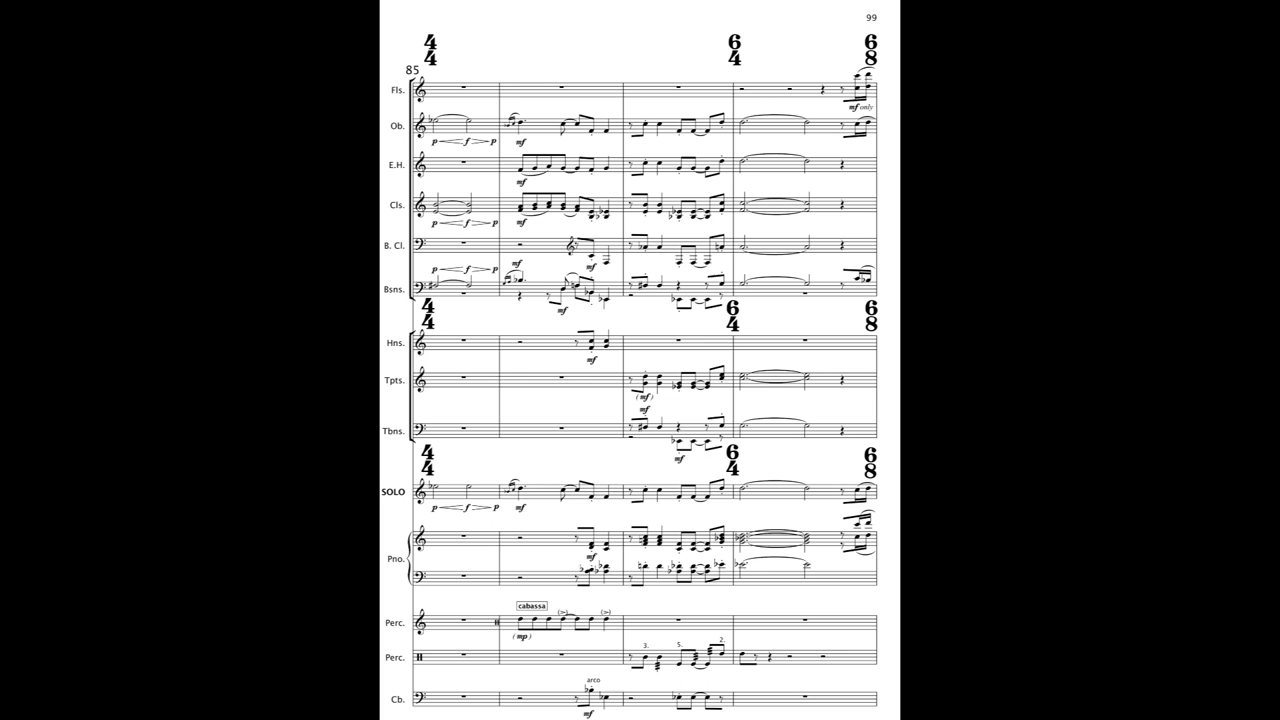 99
4 4 6 4 6 8
85
Fls.
mf only
Ob.
p f p mf
E.H.
mf
Cls.
p f p mf
B. Cl.
mf
p f p mf
Bsns.
mf
4 4 6 4 6 8
Hns.
mf
Tpts.
(mf)
mf
Tbns.
mf
4 4 6 4 6 8
SOLO
p f p mf
mf
Pno.
cabassa
(>) (>)
Perc.
(mp)
3. 5. 2.
Perc.
arco
Cb.
mf